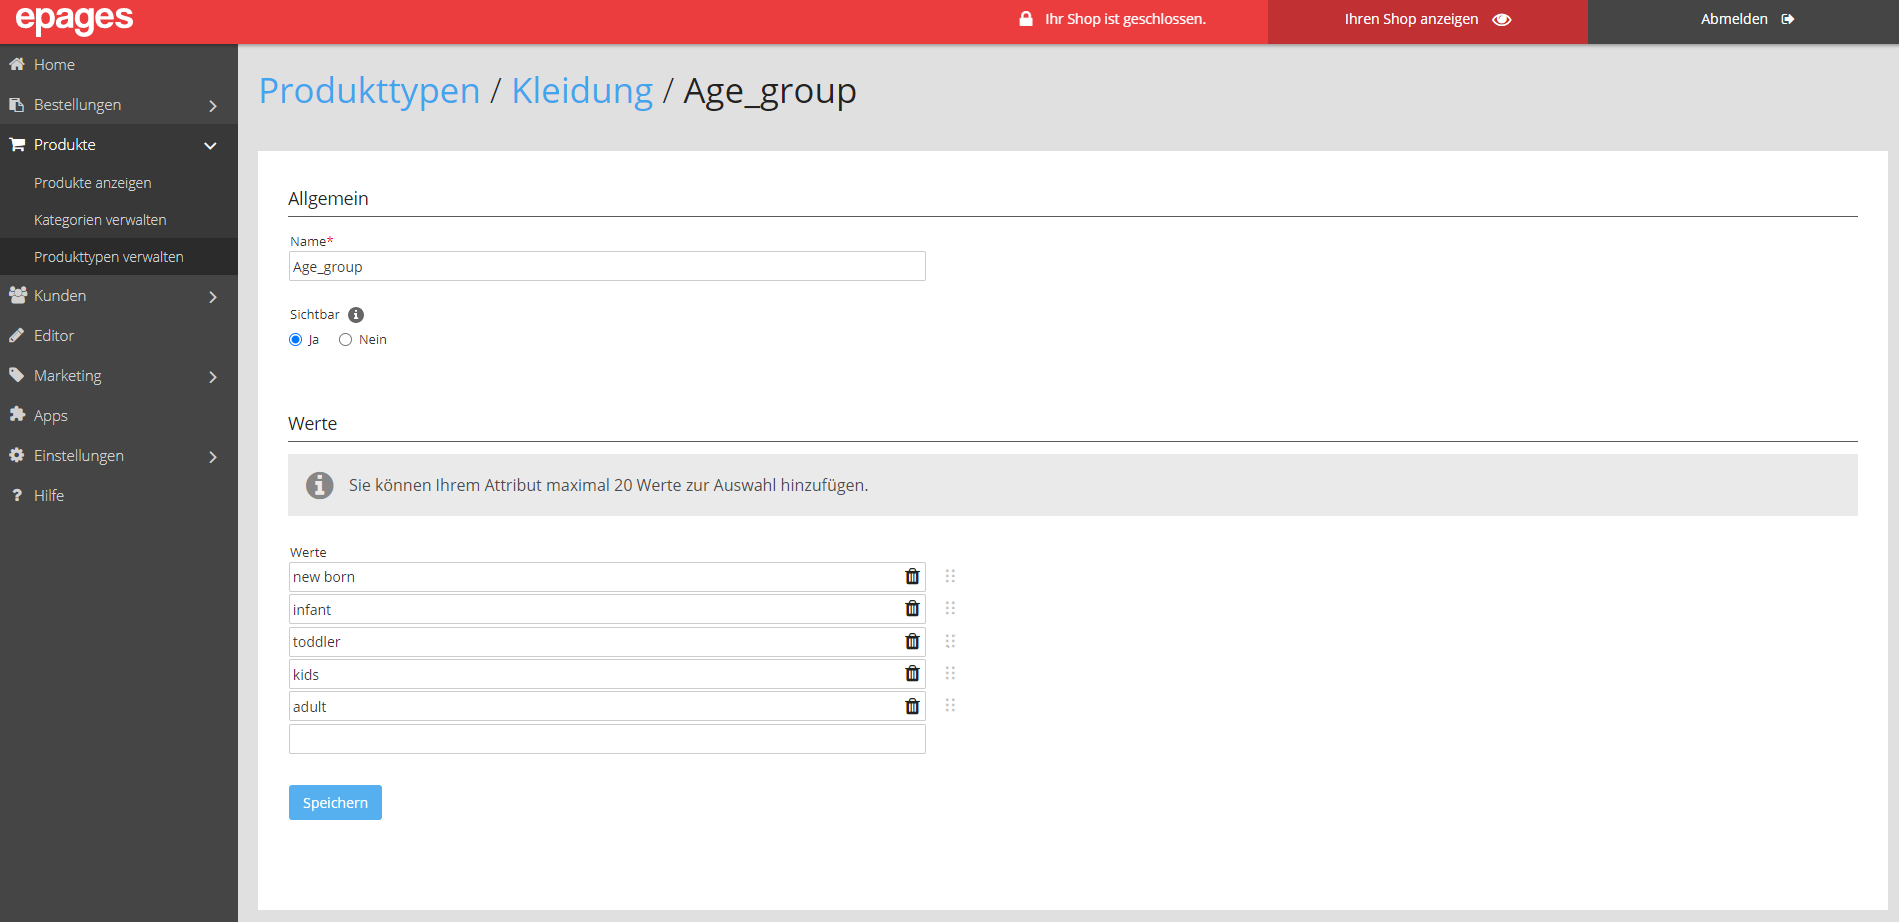 epages
Ihr Shop ist geschlossen.
Ihren Shop anzeigen
Abmelden
Home
Bestellungen
Produkte
Produkte anzeigen
Kategorien verwalten
Produkttypen verwalten
Kunden
Editor
Marketing
Apps
Einstellungen
? Hilfe
Produkttypen / Kleidung / Age_group
Allgemein
Name*
Age_group
Sichtbar
Ja Nein
Werte
Sie können Ihrem Attribut maximal 20 Werte zur Auswahl hinzufügen.
Werte
new born
infant
toddler
kids
adult
Speichern